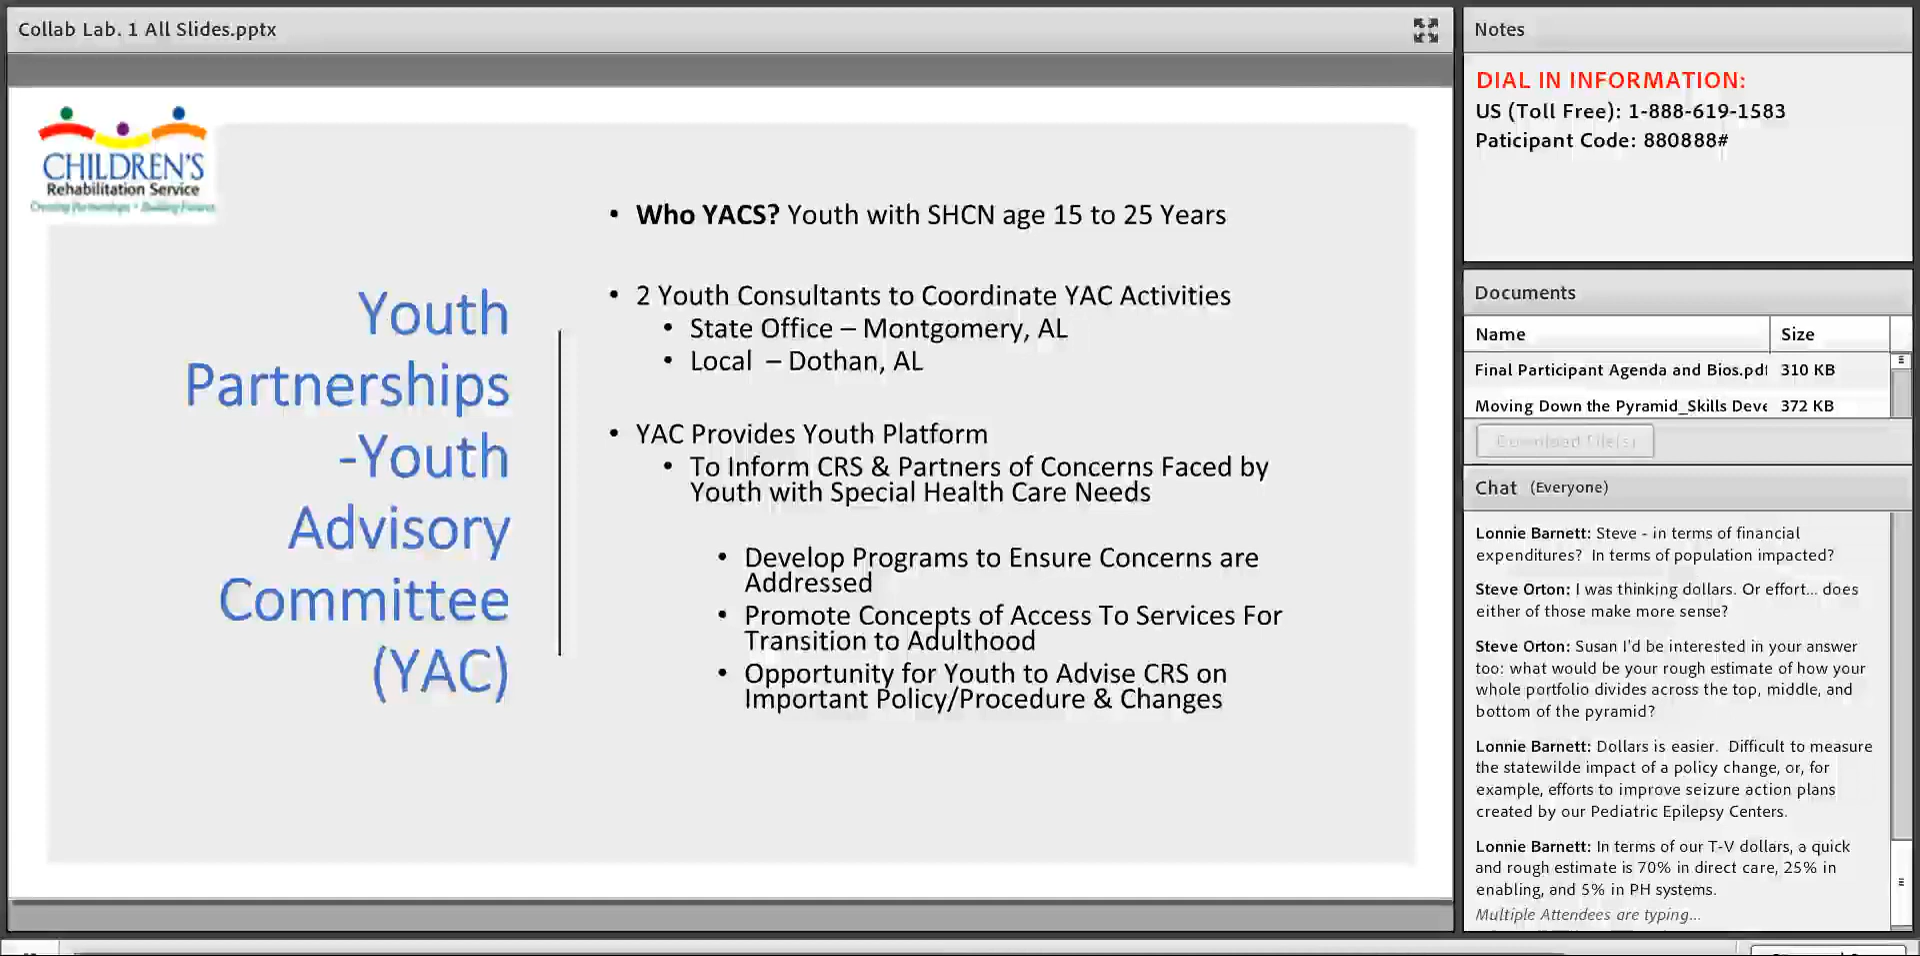 Collab Lab. 1 All Slides.pptx
CHILDREN'S
Rehabilitation Service
Creating Partnerships • Building Futures
Youth
Partnerships
-Youth
Advisory
Committee
(YAC)
• Who YACS? Youth with SHCN age 15 to 25 Years
• 2 Youth Consultants to Coordinate YAC Activities
• State Office – Montgomery, AL
• Local – Dothan, AL
• YAC Provides Youth Platform
• To Inform CRS & Partners of Concerns Faced by
Youth with Special Health Care Needs
• Develop Programs to Ensure Concerns are
Addressed
• Promote Concepts of Access To Services For
Transition to Adulthood
• Opportunity for Youth to Advise CRS on
Important Policy/Procedure & Changes
Notes
DIAL IN INFORMATION:
US (Toll Free): 1-888-619-1583
Paticipant Code: 880888#
Documents
Name Size
Final Participant Agenda and Bios.pdf 310 KB
Moving Down the Pyramid_Skills Deve 372 KB
Download File(s)
Chat (Everyone)
Lonnie Barnett: Steve - in terms of financial
expenditures? In terms of population impacted?
Steve Orton: I was thinking dollars. Or effort... does
either of those make more sense?
Steve Orton: Susan I'd be interested in your answer
too: what would be your rough estimate of how your
whole portfolio divides across the top, middle, and
bottom of the pyramid?
Lonnie Barnett: Dollars is easier. Difficult to measure
the statewilde impact of a policy change, or, for
example, efforts to improve seizure action plans
created by our Pediatric Epilepsy Centers.
Lonnie Barnett: In terms of our T-V dollars, a quick
and rough estimate is 70% in direct care, 25% in
enabling, and 5% in PH systems.
Multiple Attendees are typing...